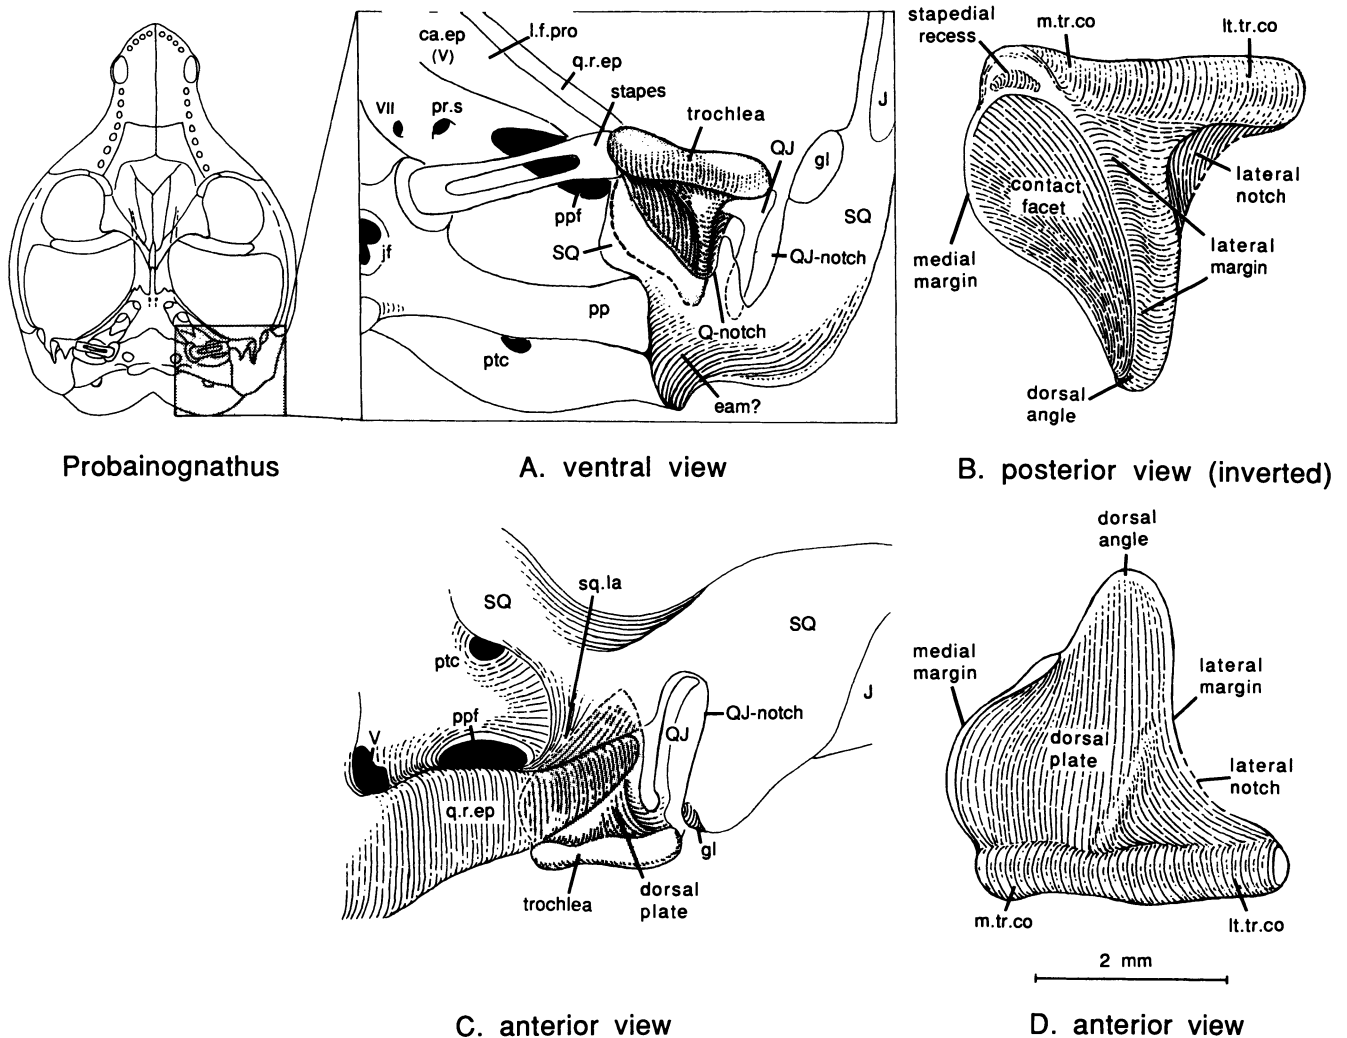 ca.ep
(V)
l.f.pro
q.r.ep
stapes
trochlea
VII
pr.s
QJ
gl
J
ppf
SQ
SQ
jf
QJ-notch
pp
Q-notch
ptc
eam?
stapedial
recess
m.tr.co
lt.tr.co
contact
facet
lateral
notch
medial
margin
lateral
margin
dorsal
angle
Probainognathus
A. ventral view
B. posterior view (inverted)
SQ
sq.la
SQ
ptc
J
ppf
V
QJ
QJ-notch
q.r.ep
gl
trochlea
dorsal
plate
dorsal
angle
medial
margin
lateral
margin
dorsal
plate
lateral
notch
m.tr.co
lt.tr.co
2 mm
C. anterior view
D. anterior view